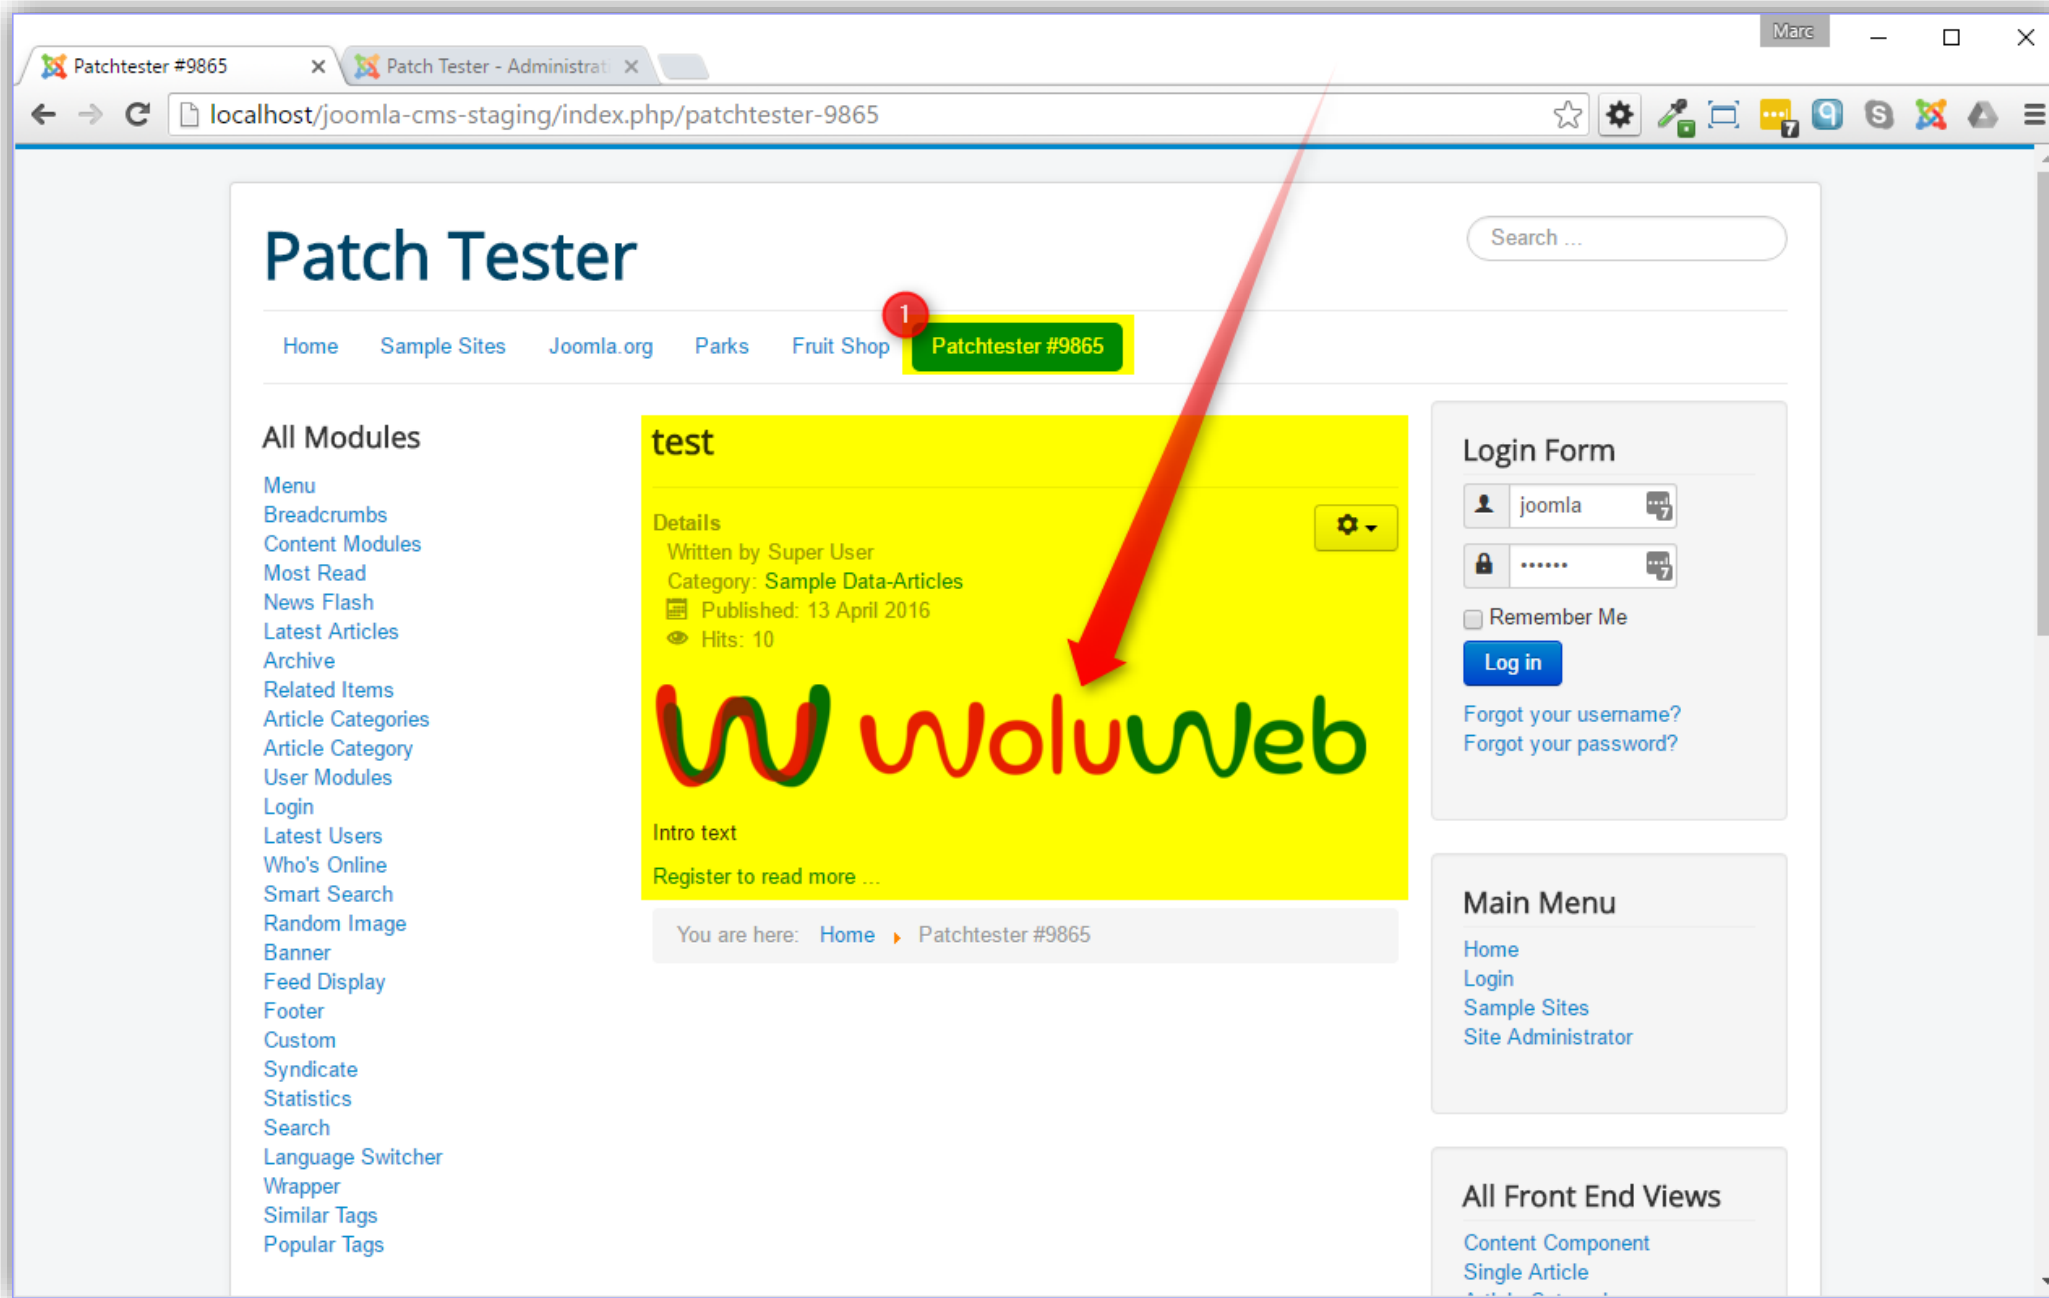 Marc
Patchtester #9865
Patch Tester - Administrati
localhost/joomla-cms-staging/index.php/patchtester-9865
7
Patch Tester
Search ...
1
Home
Sample Sites
Joomla.org
Parks
Fruit Shop
Patchtester #9865
All Modules
Menu
Breadcrumbs
Content Modules
Most Read
News Flash
Latest Articles
Archive
Related Items
Article Categories
Article Category
User Modules
Login
Latest Users
Who's Online
Smart Search
Random Image
Banner
Feed Display
Footer
Custom
Syndicate
Statistics
Search
Language Switcher
Wrapper
Similar Tags
Popular Tags
test
Details
Written by Super User
Category: Sample Data-Articles
Published: 13 April 2016
Hits: 10
WoluWeb
Intro text
Register to read more ...
You are here: Home Patchtester #9865
Login Form
joomla
7
••••••
7
Remember Me
Log in
Forgot your username?
Forgot your password?
Main Menu
Home
Login
Sample Sites
Site Administrator
All Front End Views
Content Component
Single Article